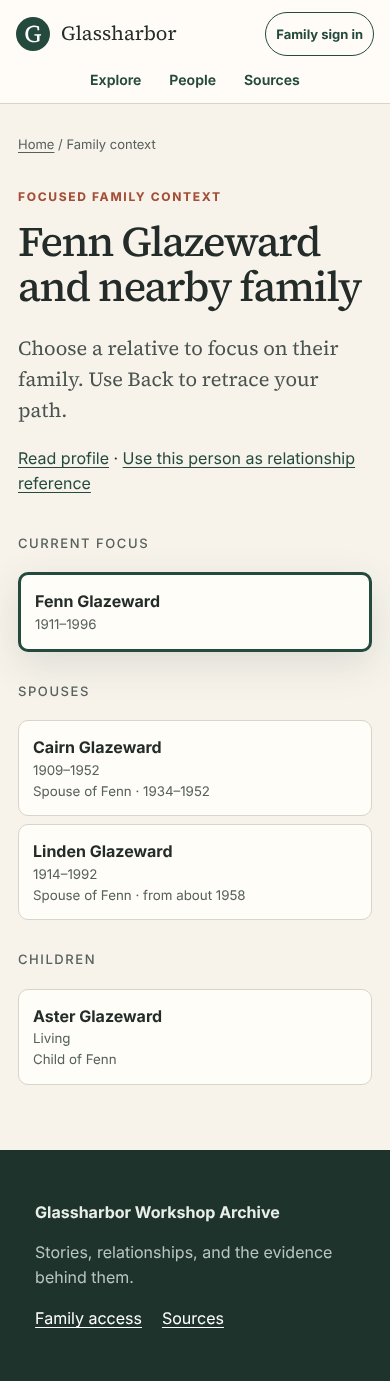 G Glassharbor
Family sign in
Explore People Sources
Home / Family context
FOCUSED FAMILY CONTEXT
Fenn Glazeward
and nearby family
Choose a relative to focus on their
family. Use Back to retrace your
path.
Read profile · Use this person as relationship
reference
CURRENT FOCUS
Fenn Glazeward
1911–1996
SPOUSES
Cairn Glazeward
1909–1952
Spouse of Fenn · 1934–1952
Linden Glazeward
1914–1992
Spouse of Fenn · from about 1958
CHILDREN
Aster Glazeward
Living
Child of Fenn
Glassharbor Workshop Archive
Stories, relationships, and the evidence
behind them.
Family access Sources